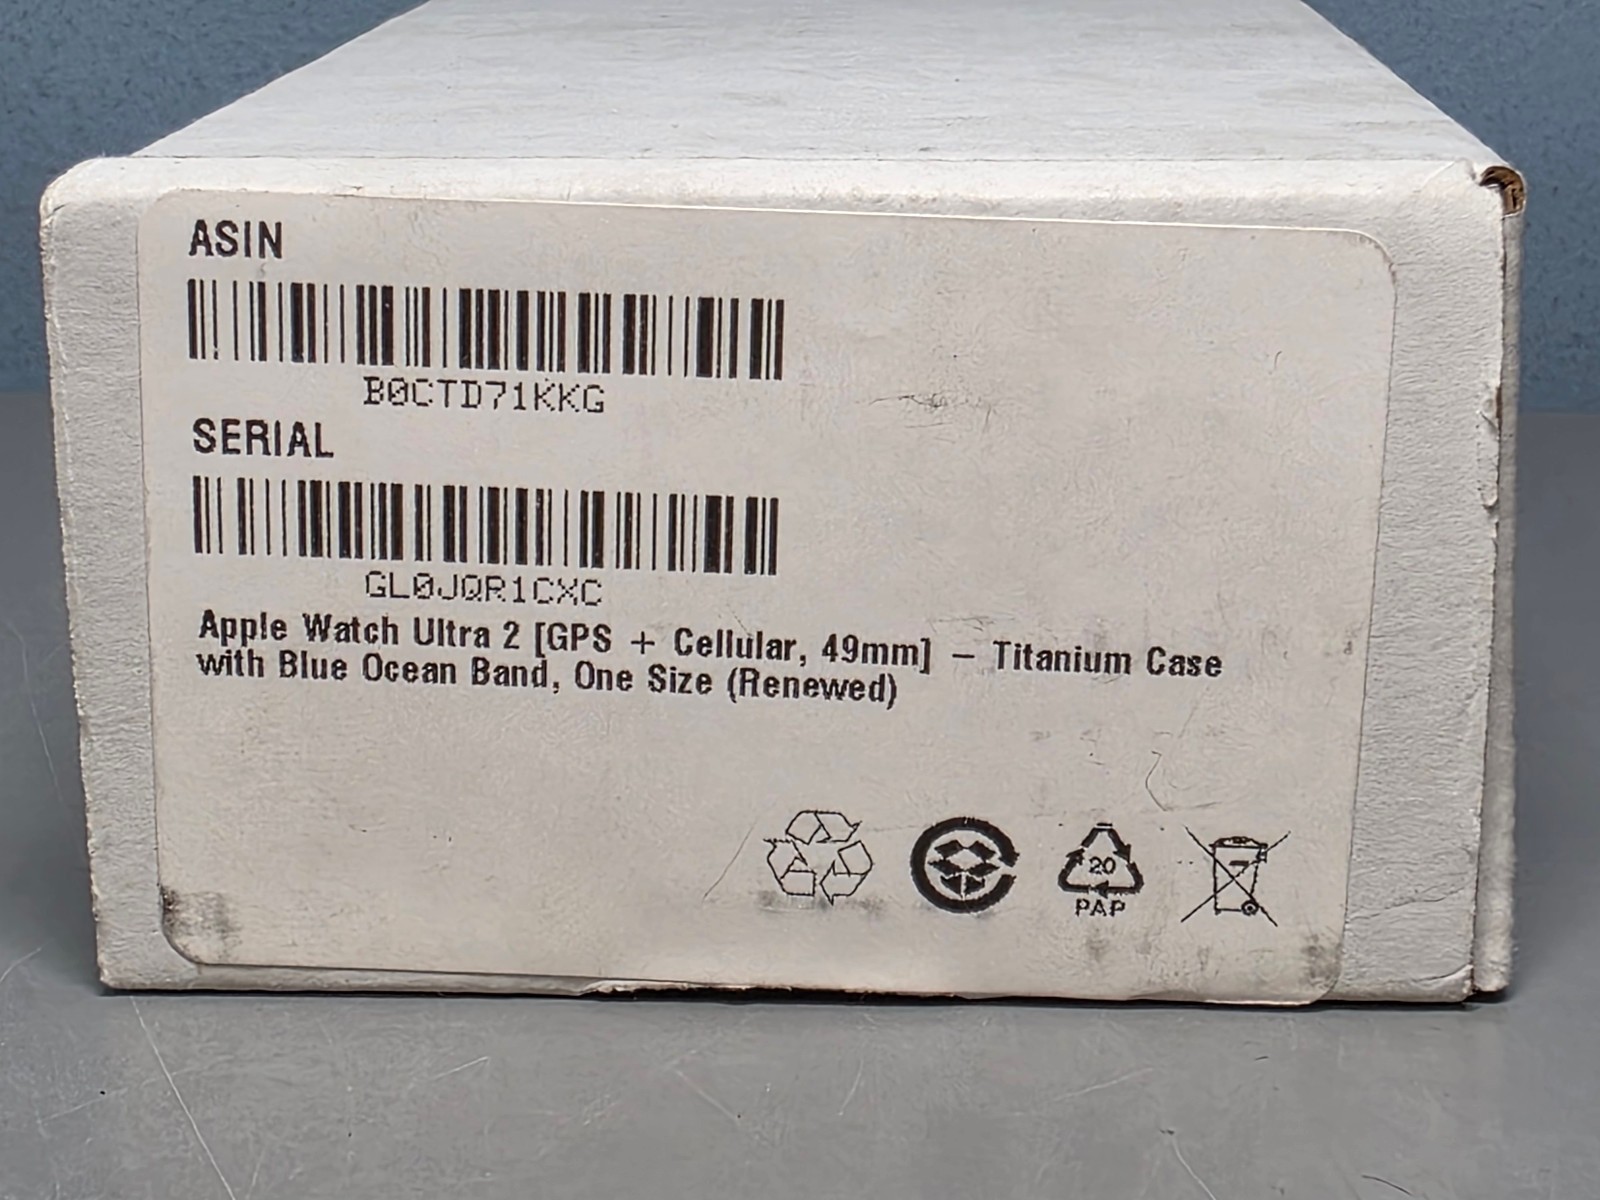 ASIN
B0CTD71KKG
SERIAL
GL0JQR1CXC
Apple Watch Ultra 2 [GPS + Cellular, 49mm] – Titanium Case
with Blue Ocean Band, One Size (Renewed)
20
PAP